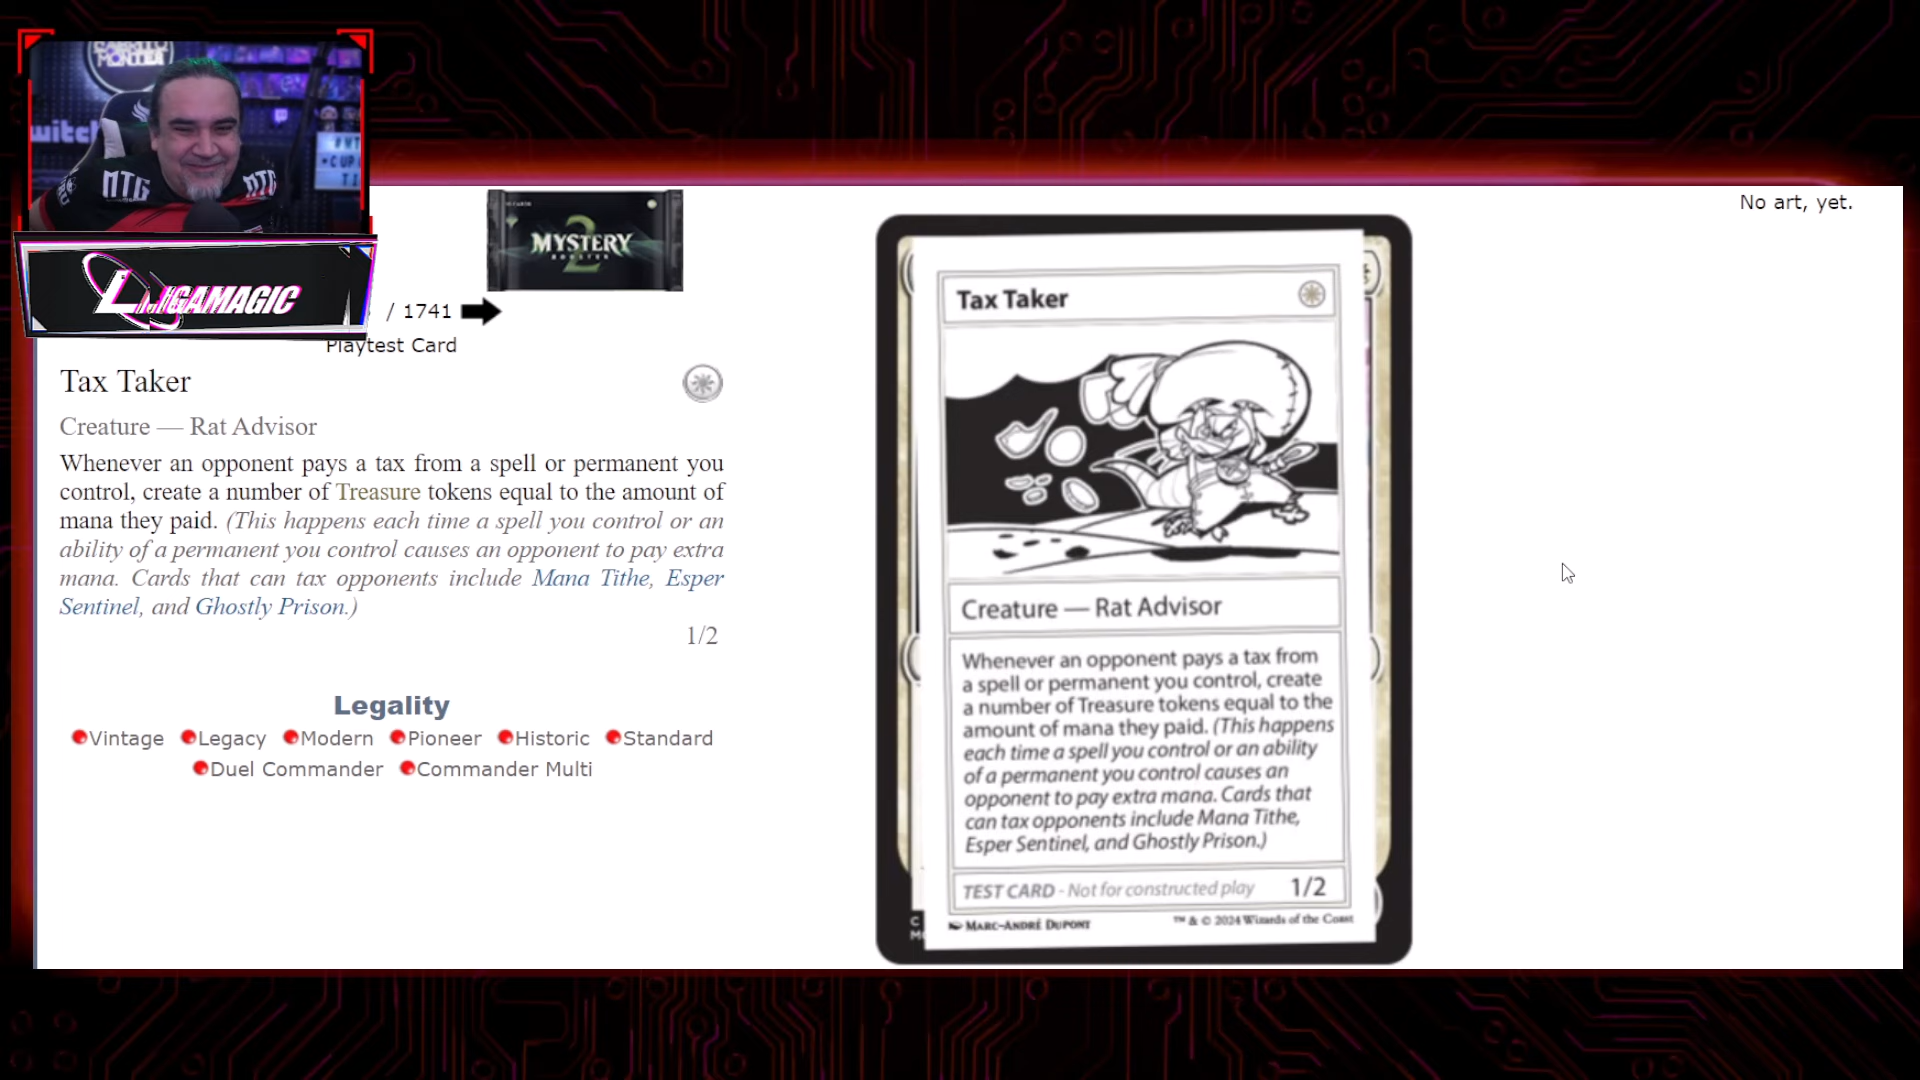 witch
MTG
MTG
CUP
LIGAMAGIC
MYSTERY
2
BOOSTER
/ 1741
Playtest Card
Tax Taker
Creature — Rat Advisor
Whenever an opponent pays a tax from a spell or permanent you
control, create a number of Treasure tokens equal to the amount of
mana they paid. (This happens each time a spell you control or an
ability of a permanent you control causes an opponent to pay extra
mana. Cards that can tax opponents include Mana Tithe, Esper
Sentinel, and Ghostly Prison.)
1/2
Legality
Vintage Legacy Modern Pioneer Historic Standard
Duel Commander Commander Multi
No art, yet.
Tax Taker
Creature — Rat Advisor
Whenever an opponent pays a tax from
a spell or permanent you control, create
a number of Treasure tokens equal to the
amount of mana they paid. (This happens
each time a spell you control or an ability
of a permanent you control causes an
opponent to pay extra mana. Cards that
can tax opponents include Mana Tithe,
Esper Sentinel, and Ghostly Prison.)
TEST CARD - Not for constructed play 1/2
MARC-ANDRÉ DUPONT ™ & © 2024 Wizards of the Coast